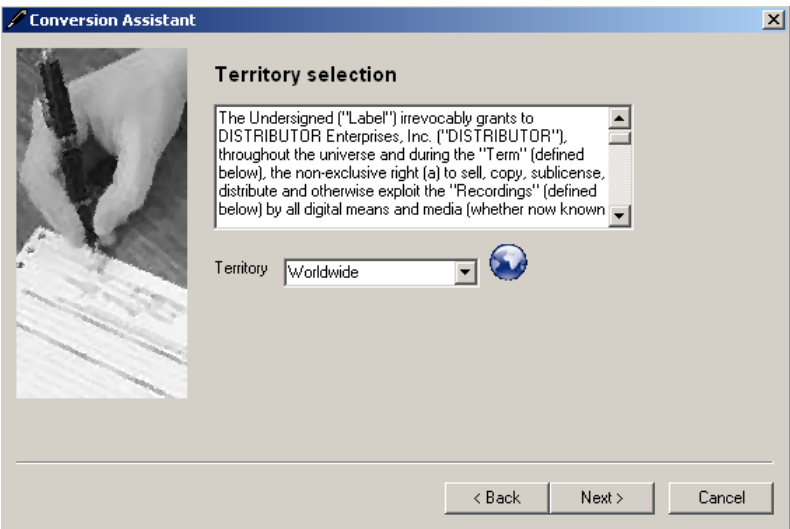 Conversion Assistant
Territory selection
The Undersigned ("Label") irrevocably grants to
DISTRIBUTOR Enterprises, Inc. ("DISTRIBUTOR"),
throughout the universe and during the "Term" (defined
below), the non-exclusive right (a) to sell, copy, sublicense,
distribute and otherwise exploit the "Recordings" (defined
below) by all digital means and media (whether now known
Territory Worldwide
< Back Next > Cancel